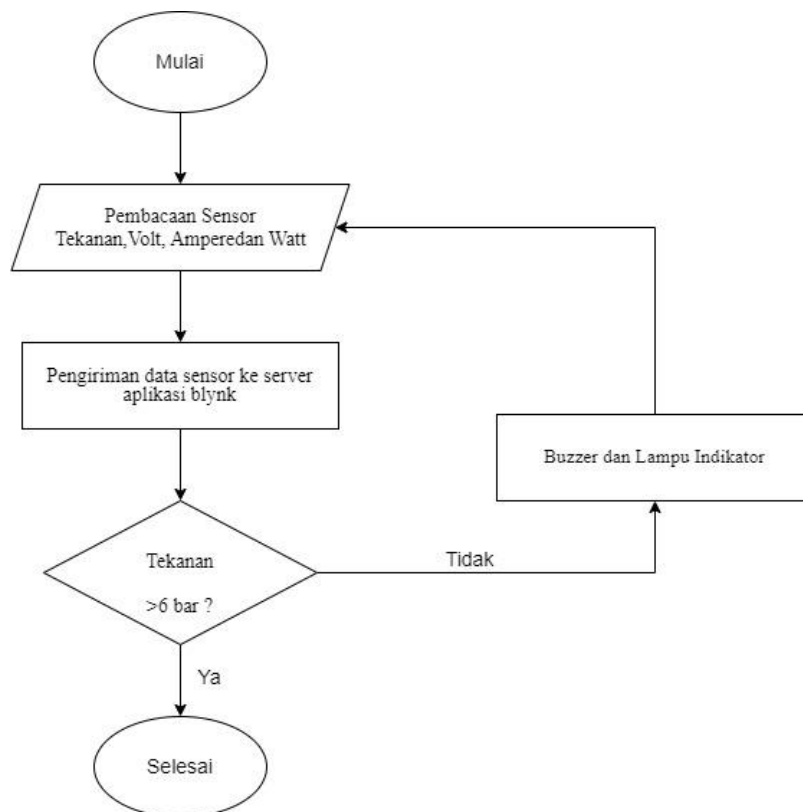 Mulai
Pembacaan Sensor
Tekanan,Volt, Amperedan Watt
Pengiriman data sensor ke server
aplikasi blynk
Buzzer dan Lampu Indikator
Tekanan
>6 bar ?
Tidak
Ya
Selesai